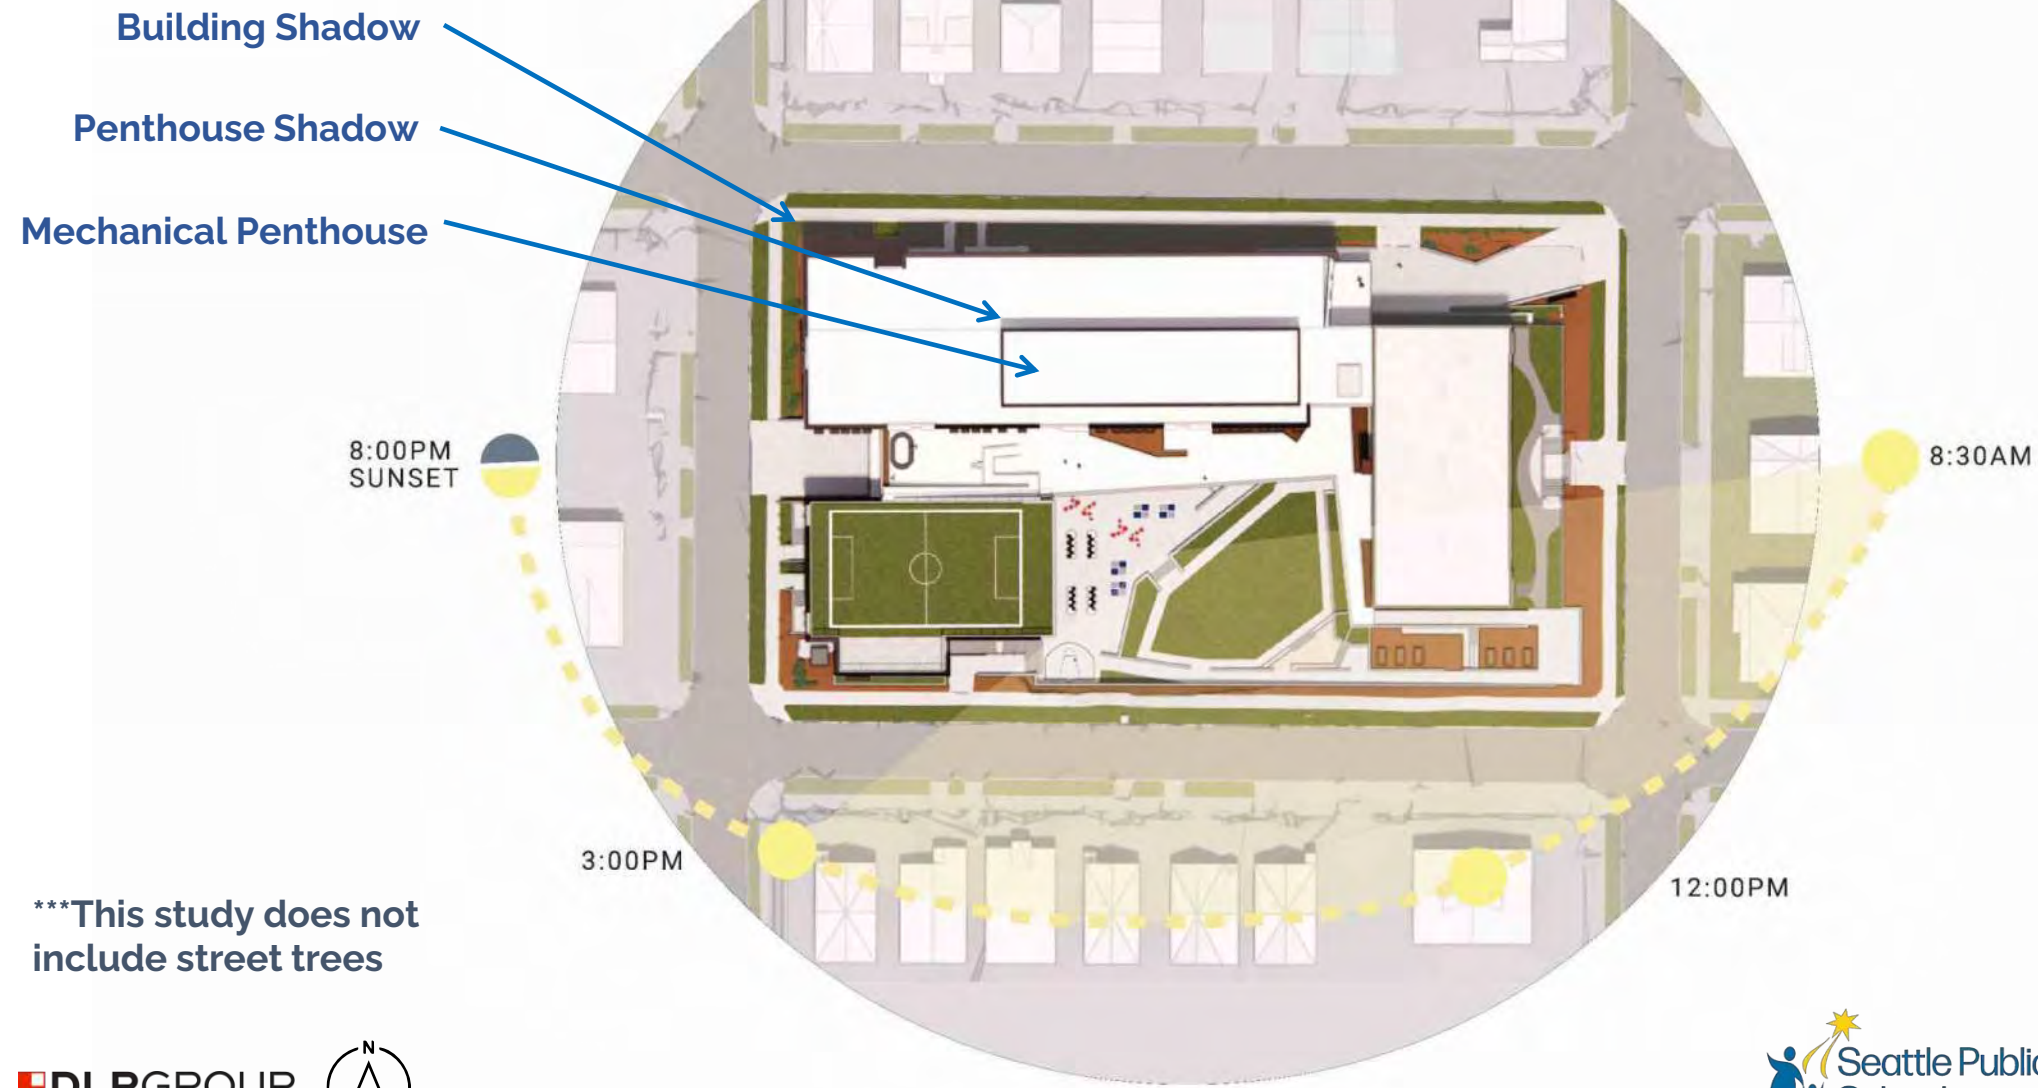 Building Shadow
Penthouse Shadow
Mechanical Penthouse
8:00PM
SUNSET
8:30AM
3:00PM
12:00PM
***This study does not
include street trees
N
Seattle Public